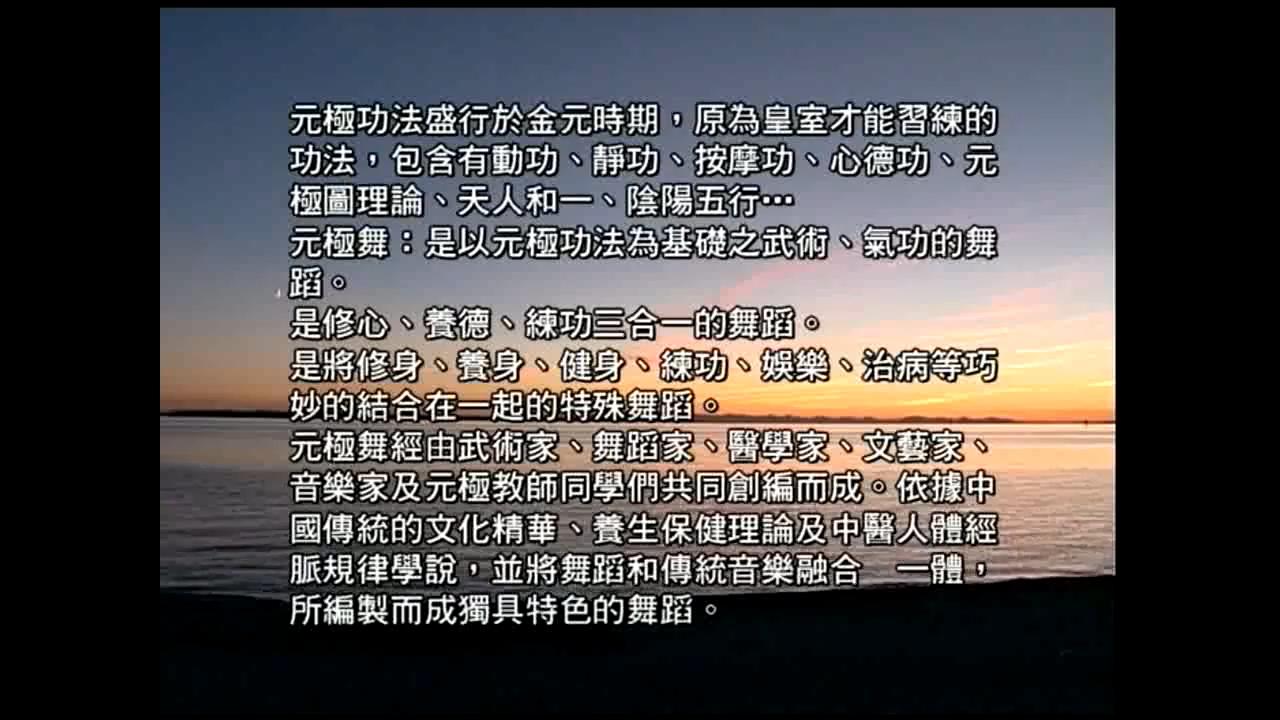 元極功法盛行於金元時期，原為皇室才能習練的
功法，包含有動功、靜功、按摩功、心德功、元
極圖理論、天人和一、陰陽五行…
元極舞：是以元極功法為基礎之武術、氣功的舞
蹈。
是修心、養德、練功三合一的舞蹈。
是將修身、養身、健身、練功、娛樂、治病等巧
妙的結合在一起的特殊舞蹈。
元極舞經由武術家、舞蹈家、醫學家、文藝家、
音樂家及元極教師同學們共同創編而成。依據中
國傳統的文化精華、養生保健理論及中醫人體經
脈規律學說，並將舞蹈和傳統音樂融合　一體，
所編製而成獨具特色的舞蹈。